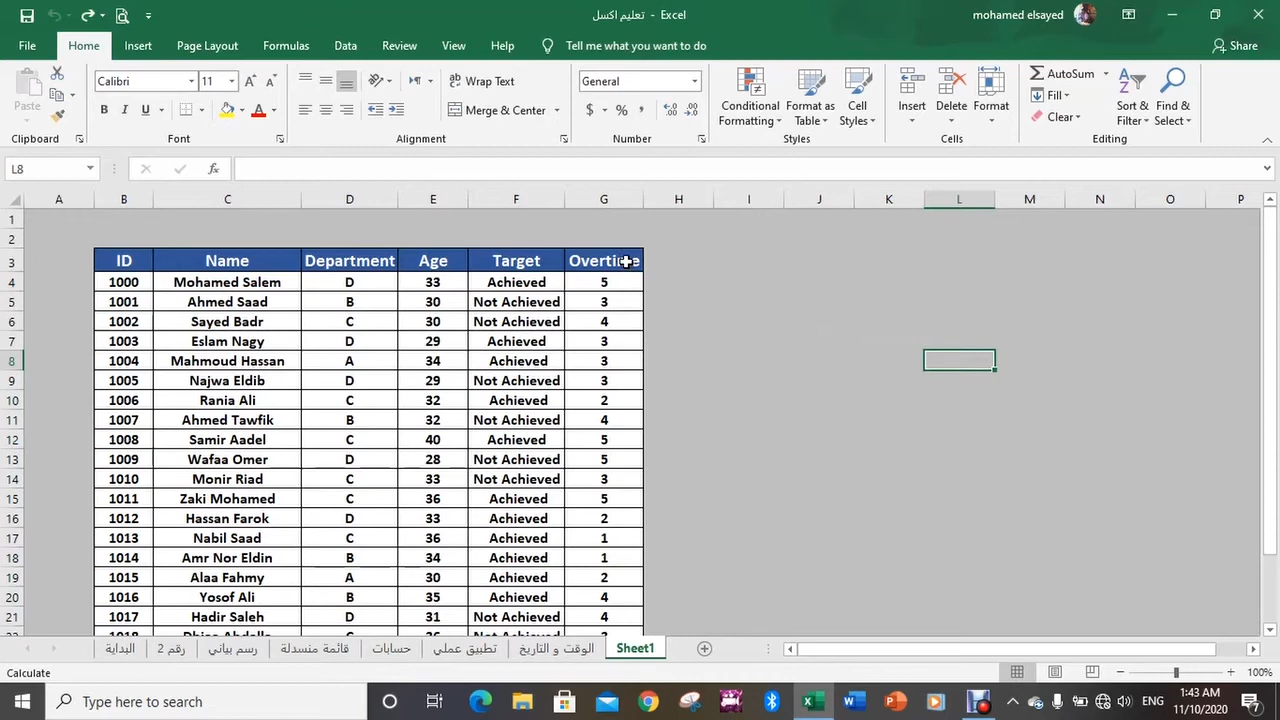 تعليم اكسل - Excel
mohamed elsayed
File Home Insert Page Layout Formulas Data Review View Help Tell me what you want to do Share
Paste
Calibri 11
Wrap Text
Merge & Center
General
Conditional Formatting
Format as Table
Cell Styles
Insert Delete Format
AutoSum
Fill
Clear
Sort & Filter
Find & Select
Clipboard Font Alignment Number Styles Cells Editing
L8
A B C D E F G H I J K L M N O P
1
2
3 ID Name Department Age Target
4 1000 Mohamed Salem D 33 Achieved 5
5 1001 Ahmed Saad B 30 Not Achieved 3
6 1002 Sayed Badr C 30 Not Achieved 4
7 1003 Eslam Nagy D 29 Achieved 3
8 1004 Mahmoud Hassan A 34 Achieved 3
9 1005 Najwa Eldib D 29 Not Achieved 3
10 1006 Rania Ali C 32 Achieved 2
11 1007 Ahmed Tawfik B 32 Not Achieved 4
12 1008 Samir Aadel C 40 Achieved 5
13 1009 Wafaa Omer D 28 Not Achieved 5
14 1010 Monir Riad C 33 Not Achieved 3
15 1011 Zaki Mohamed C 36 Achieved 5
16 1012 Hassan Farok D 33 Achieved 2
17 1013 Nabil Saad C 36 Achieved 1
18 1014 Amr Nor Eldin B 34 Achieved 1
19 1015 Alaa Fahmy A 30 Achieved 2
20 1016 Yosof Ali B 35 Achieved 4
21 1017 Hadir Saleh D 31 Not Achieved 4
البداية رقم 2 رسم بياني قائمة منسدلة حسابات تطبيق عملي الوقت و التاريخ Sheet1
Calculate 100%
Type here to search
ENG
1:43 AM
11/10/2020
7